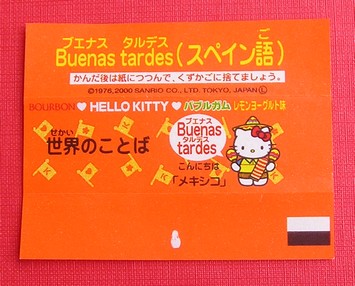 ブエナス タルデス ご
Buenas tardes(スペイン語)
かんだ後は紙につつんで、くずかごに捨てましょう。
©1976, 2000 SANRIO CO., LTD. TOKYO, JAPAN Ⓛ
BOURBON♥HELLO KITTY♥バブルガム レモンヨーグルト味
せかい
世界のことば
ブエナス
Buenas
タルデス
tardes
こんにちは
「メキシコ」